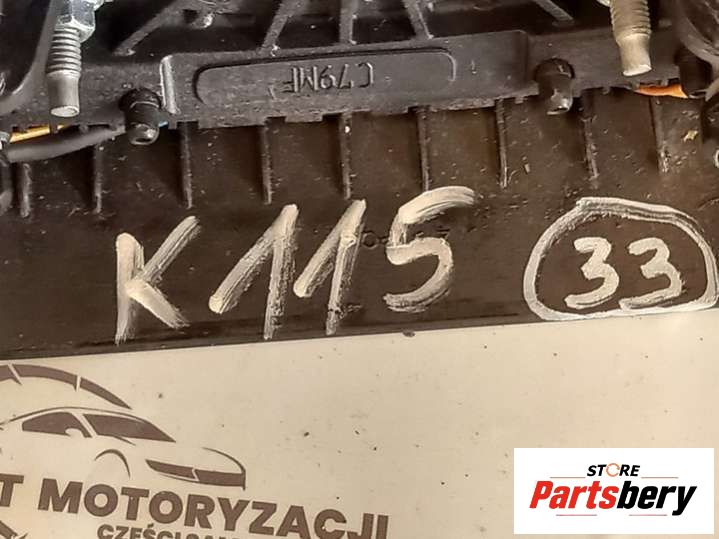 C79MF
K115 33
T MOTORYZACJI
STORE
Partsbery